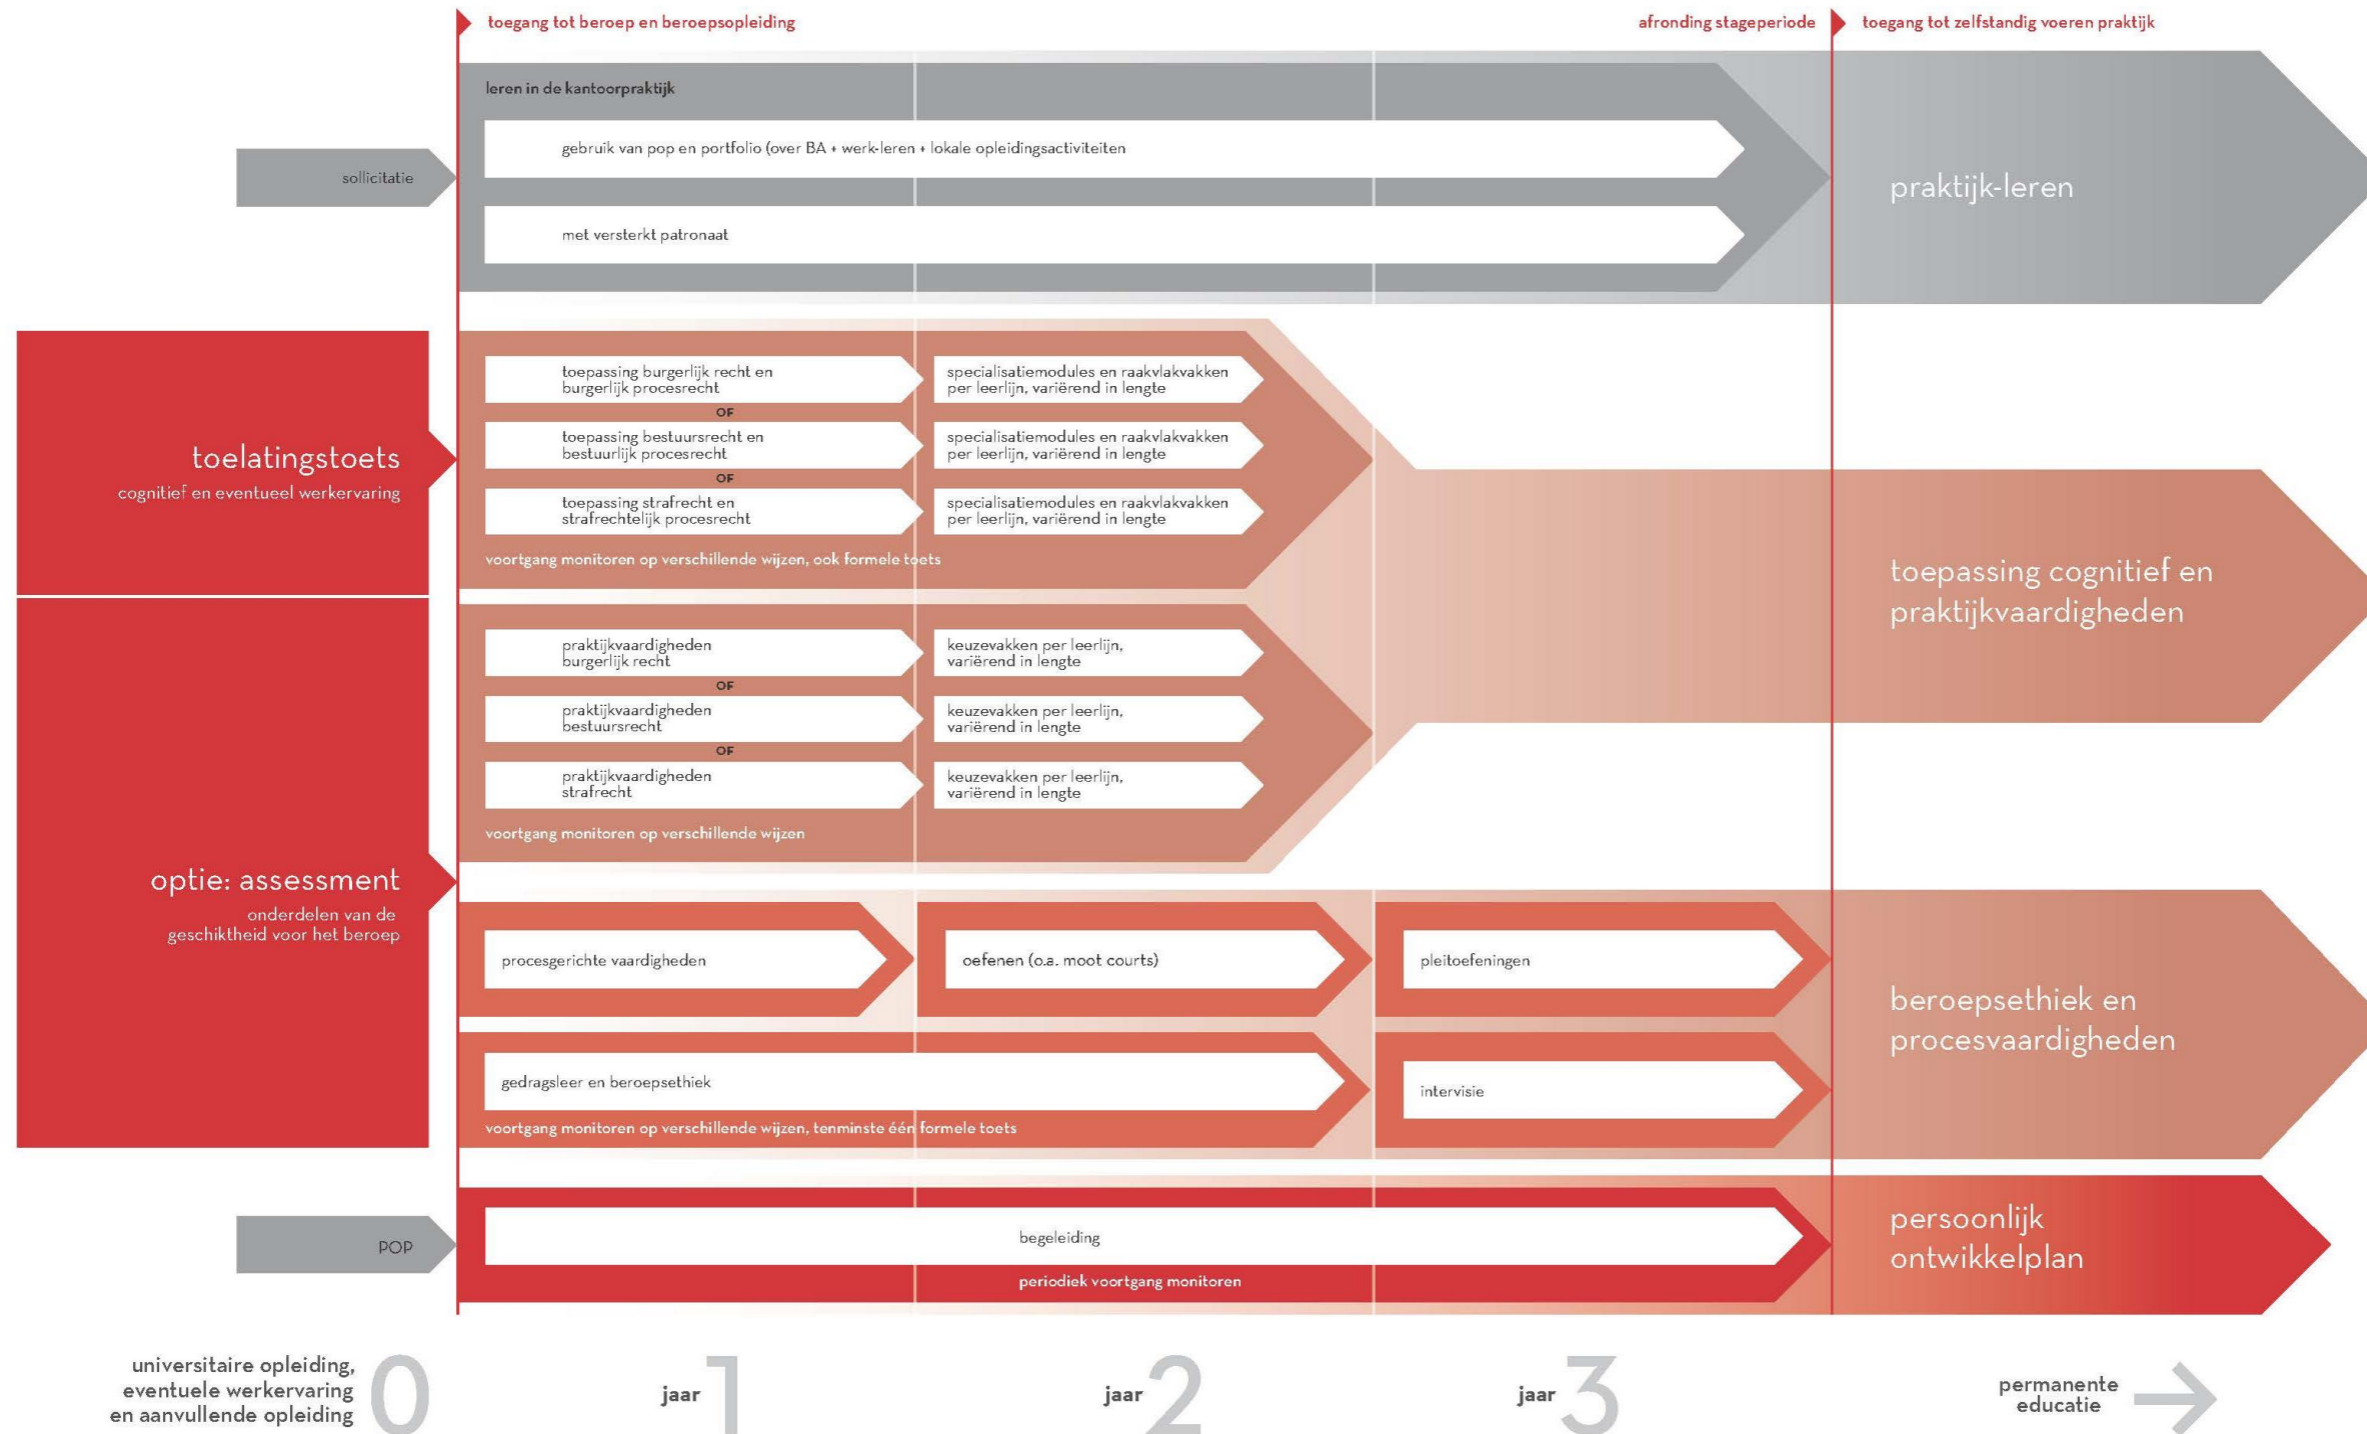 toegang tot beroep en beroepsopleiding
afronding stageperiode
toegang tot zelfstandig voeren praktijk
leren in de kantoorpraktijk
gebruik van pop en portfolio (over BA + werk-leren + lokale opleidingsactiviteiten
sollicitatie
met versterkt patronaat
praktijk-leren
toelatingstoets
cognitief en eventueel werkervaring
toepassing burgerlijk recht en
burgerlijk procesrecht
specialisatiemodules en raakvlakvakken
per leerlijn, variërend in lengte
OF
toepassing bestuursrecht en
bestuurlijk procesrecht
specialisatiemodules en raakvlakvakken
per leerlijn, variërend in lengte
OF
toepassing strafrecht en
strafrechtelijk procesrecht
specialisatiemodules en raakvlakvakken
per leerlijn, variërend in lengte
voortgang monitoren op verschillende wijzen, ook formele toets
toepassing cognitief en
praktijkvaardigheden
optie: assessment
onderdelen van de
geschiktheid voor het beroep
praktijkvaardigheden
burgerlijk recht
keuzevakken per leerlijn,
variërend in lengte
OF
praktijkvaardigheden
bestuursrecht
keuzevakken per leerlijn,
variërend in lengte
OF
praktijkvaardigheden
strafrecht
keuzevakken per leerlijn,
variërend in lengte
voortgang monitoren op verschillende wijzen
procesgerichte vaardigheden
oefenen (o.a. moot courts)
pleitoefeningen
gedragsleer en beroepsethiek
intervisie
voortgang monitoren op verschillende wijzen, tenminste één formele toets
beroepsethiek en
procesvaardigheden
POP
begeleiding
periodiek voortgang monitoren
persoonlijk
ontwikkelplan
universitaire opleiding,
eventuele werkervaring
en aanvullende opleiding
0
jaar 1
jaar 2
jaar 3
permanente
educatie